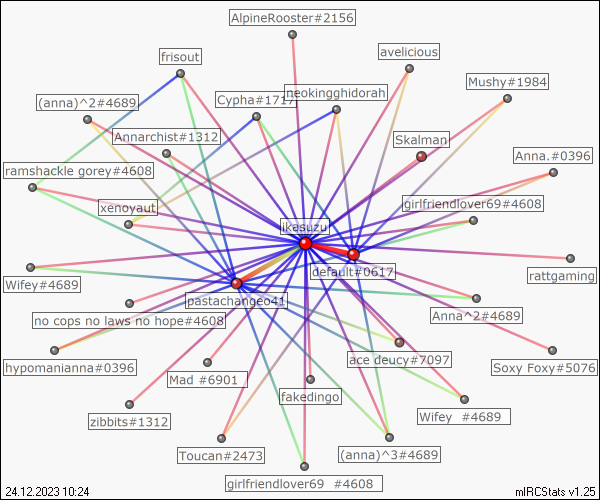 AlpineRooster#2156
frisout
avelicious
Mushy#1984
neokingghidorah
(anna)^2#4689
Cypha#1717
Annarchist#1312
Skalman
Anna.#0396
ramshackle gorey#4608
xenoyaut
girlfriendlover69#4608
ikesuzu
default#0617
rattgaming
Wifey#4689
pastachangeo41
no cops no laws no hope#4608
Anna^2#4689
hypomanianna#0396
ace deucy#7097
Soxy Foxy#5076
Mad #6901
fakedingo
zibbits#1312
Wifey #4689
Toucan#2473
(anna)^3#4689
girlfriendlover69 #4608
24.12.2023 10:24
mIRCStats v1.25